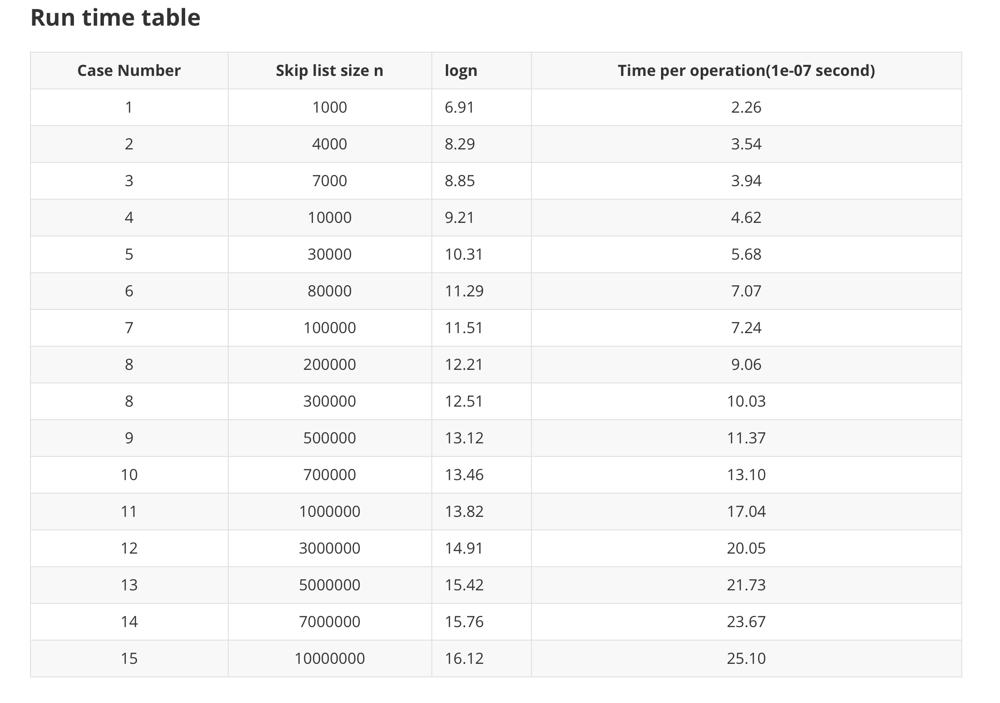 Run time table
Case Number Skip list size n logn Time per operation(1e-07 second)
1 1000 6.91 2.26
2 4000 8.29 3.54
3 7000 8.85 3.94
4 10000 9.21 4.62
5 30000 10.31 5.68
6 80000 11.29 7.07
7 100000 11.51 7.24
8 200000 12.21 9.06
8 300000 12.51 10.03
9 500000 13.12 11.37
10 700000 13.46 13.10
11 1000000 13.82 17.04
12 3000000 14.91 20.05
13 5000000 15.42 21.73
14 7000000 15.76 23.67
15 10000000 16.12 25.10